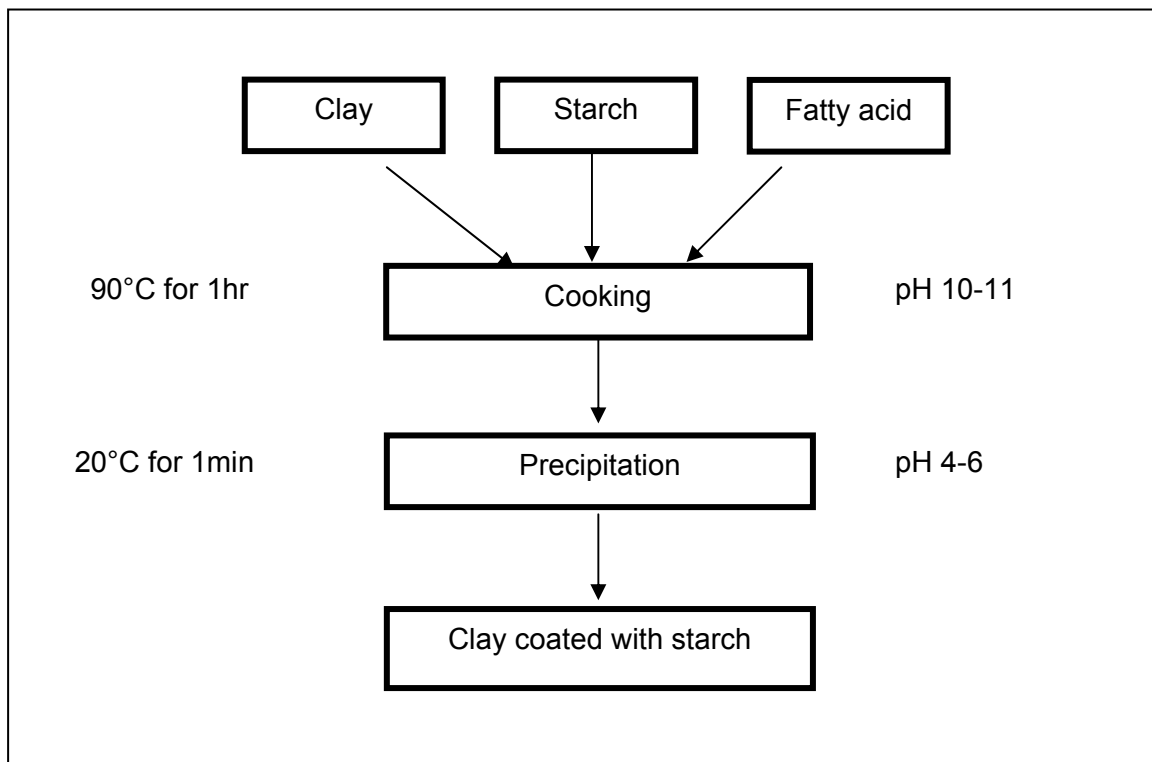 Clay
Starch
Fatty acid
90°C for 1hr
Cooking
pH 10-11
20°C for 1min
Precipitation
pH 4-6
Clay coated with starch